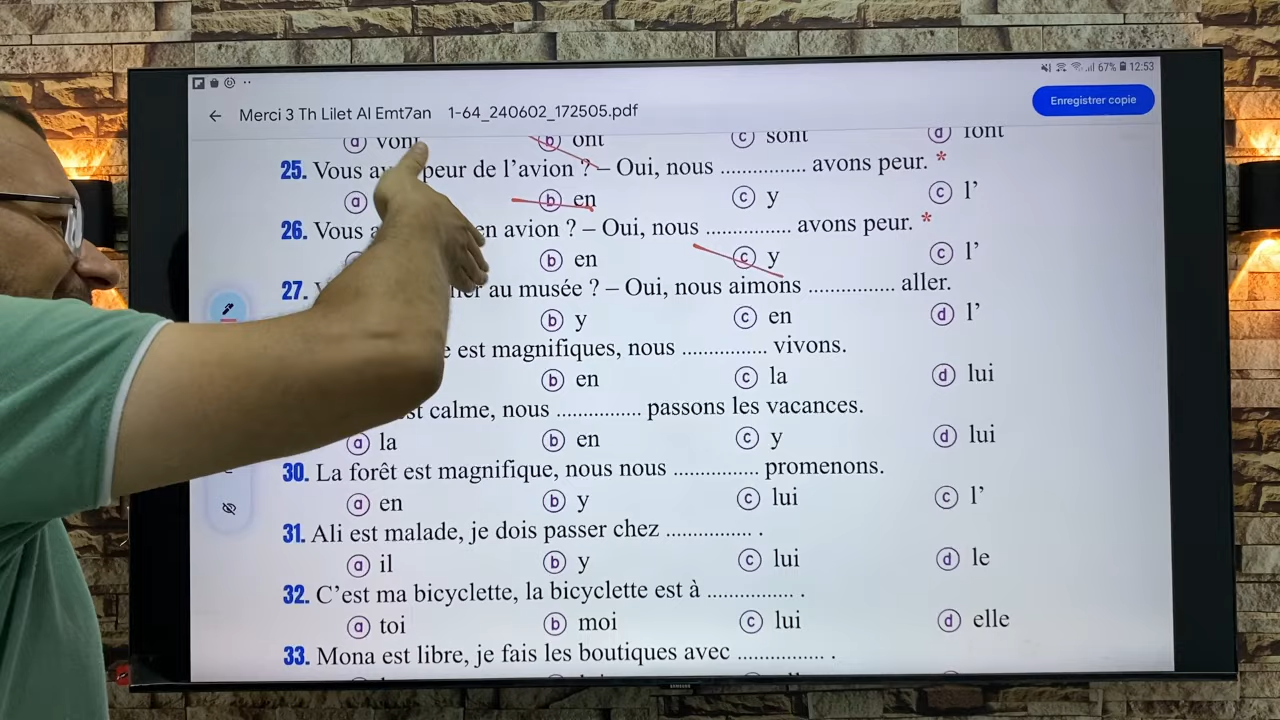 67% 12:53
← Merci 3 Th Lilet Al Emt7an 1-64_240602_172505.pdf
Enregistrer copie
ⓐ vont ⓑ ont ⓒ sont ⓓ font
25. Vous peur de l'avion ? – Oui, nous ................ avons peur. *
ⓐ ⓑ en ⓒ y ⓒ l'
26. Vous en avion ? – Oui, nous ................ avons peur. *
ⓑ en ⓒ y ⓒ l'
27. au musée ? – Oui, nous aimons ................ aller.
ⓑ y ⓒ en ⓓ l'
est magnifiques, nous ................ vivons.
ⓑ en ⓒ la ⓓ lui
calme, nous ................ passons les vacances.
ⓐ la ⓑ en ⓒ y ⓓ lui
30. La forêt est magnifique, nous nous ................ promenons.
ⓐ en ⓑ y ⓒ lui ⓒ l'
31. Ali est malade, je dois passer chez ................ .
ⓐ il ⓑ y ⓒ lui ⓓ le
32. C'est ma bicyclette, la bicyclette est à ................ .
ⓐ toi ⓑ moi ⓒ lui ⓓ elle
33. Mona est libre, je fais les boutiques avec ................ .
SAMSUNG